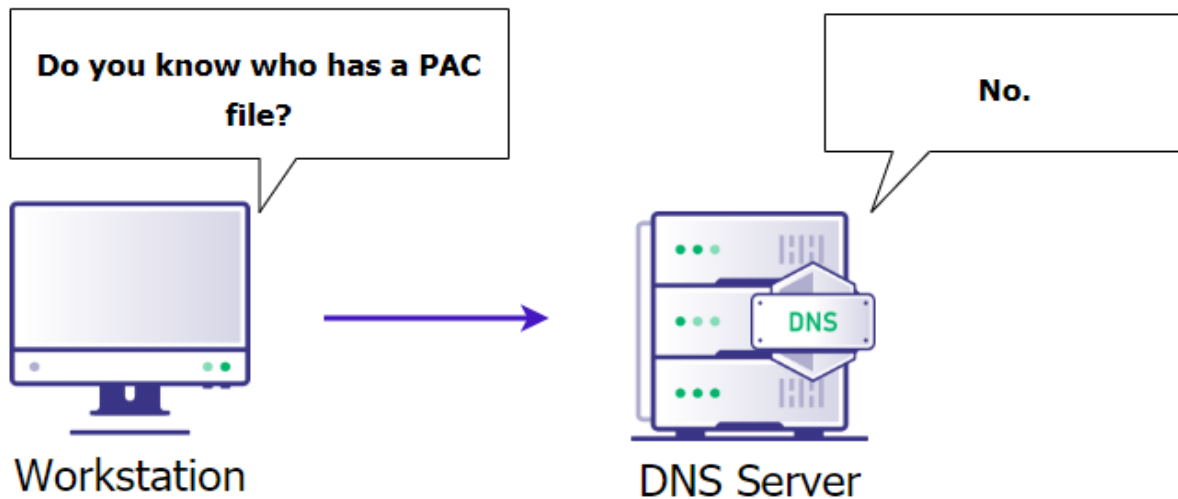 Do you know who has a PAC
file?
No.
DNS
Workstation
DNS Server